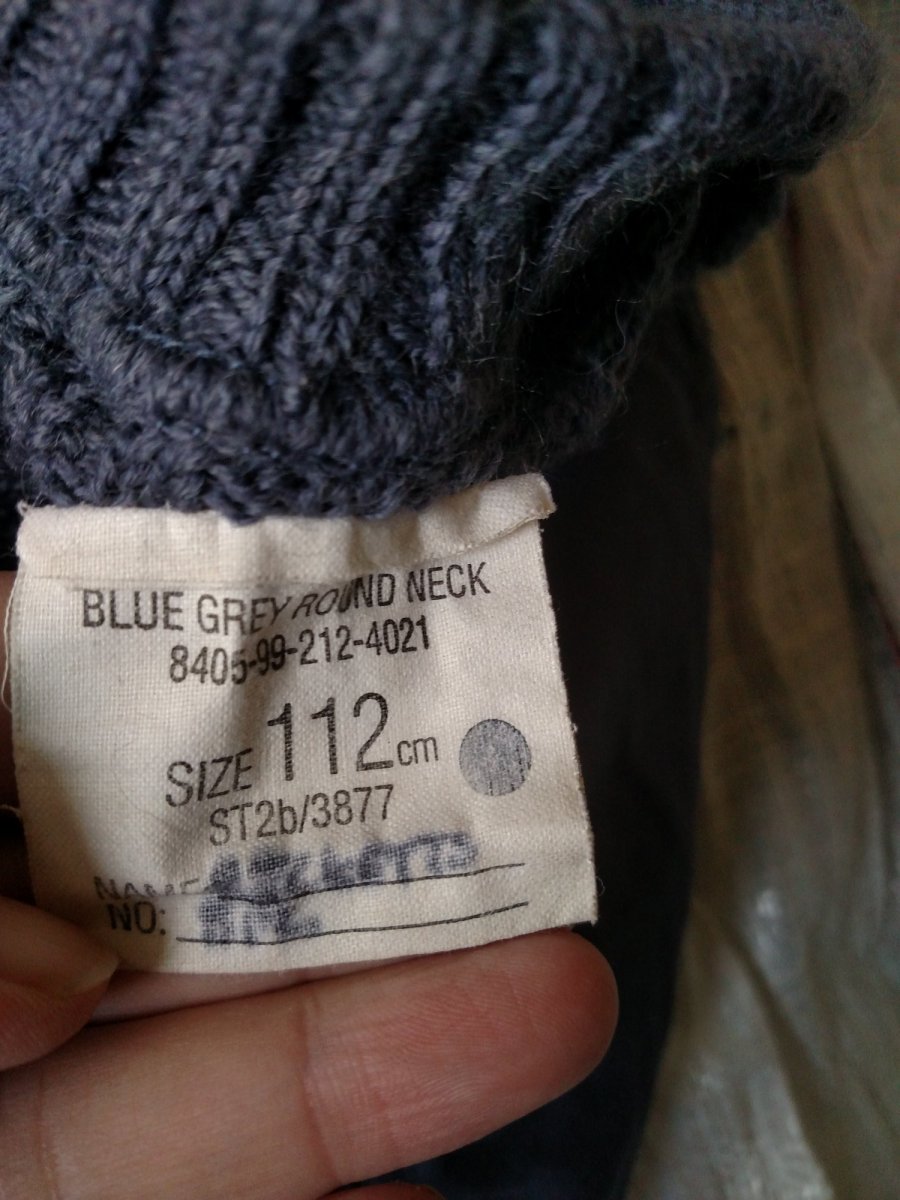 BLUE GREY ROUND NECK
8405-99-212-4021
SIZE 112cm
ST2b/3877
NAME
NO: